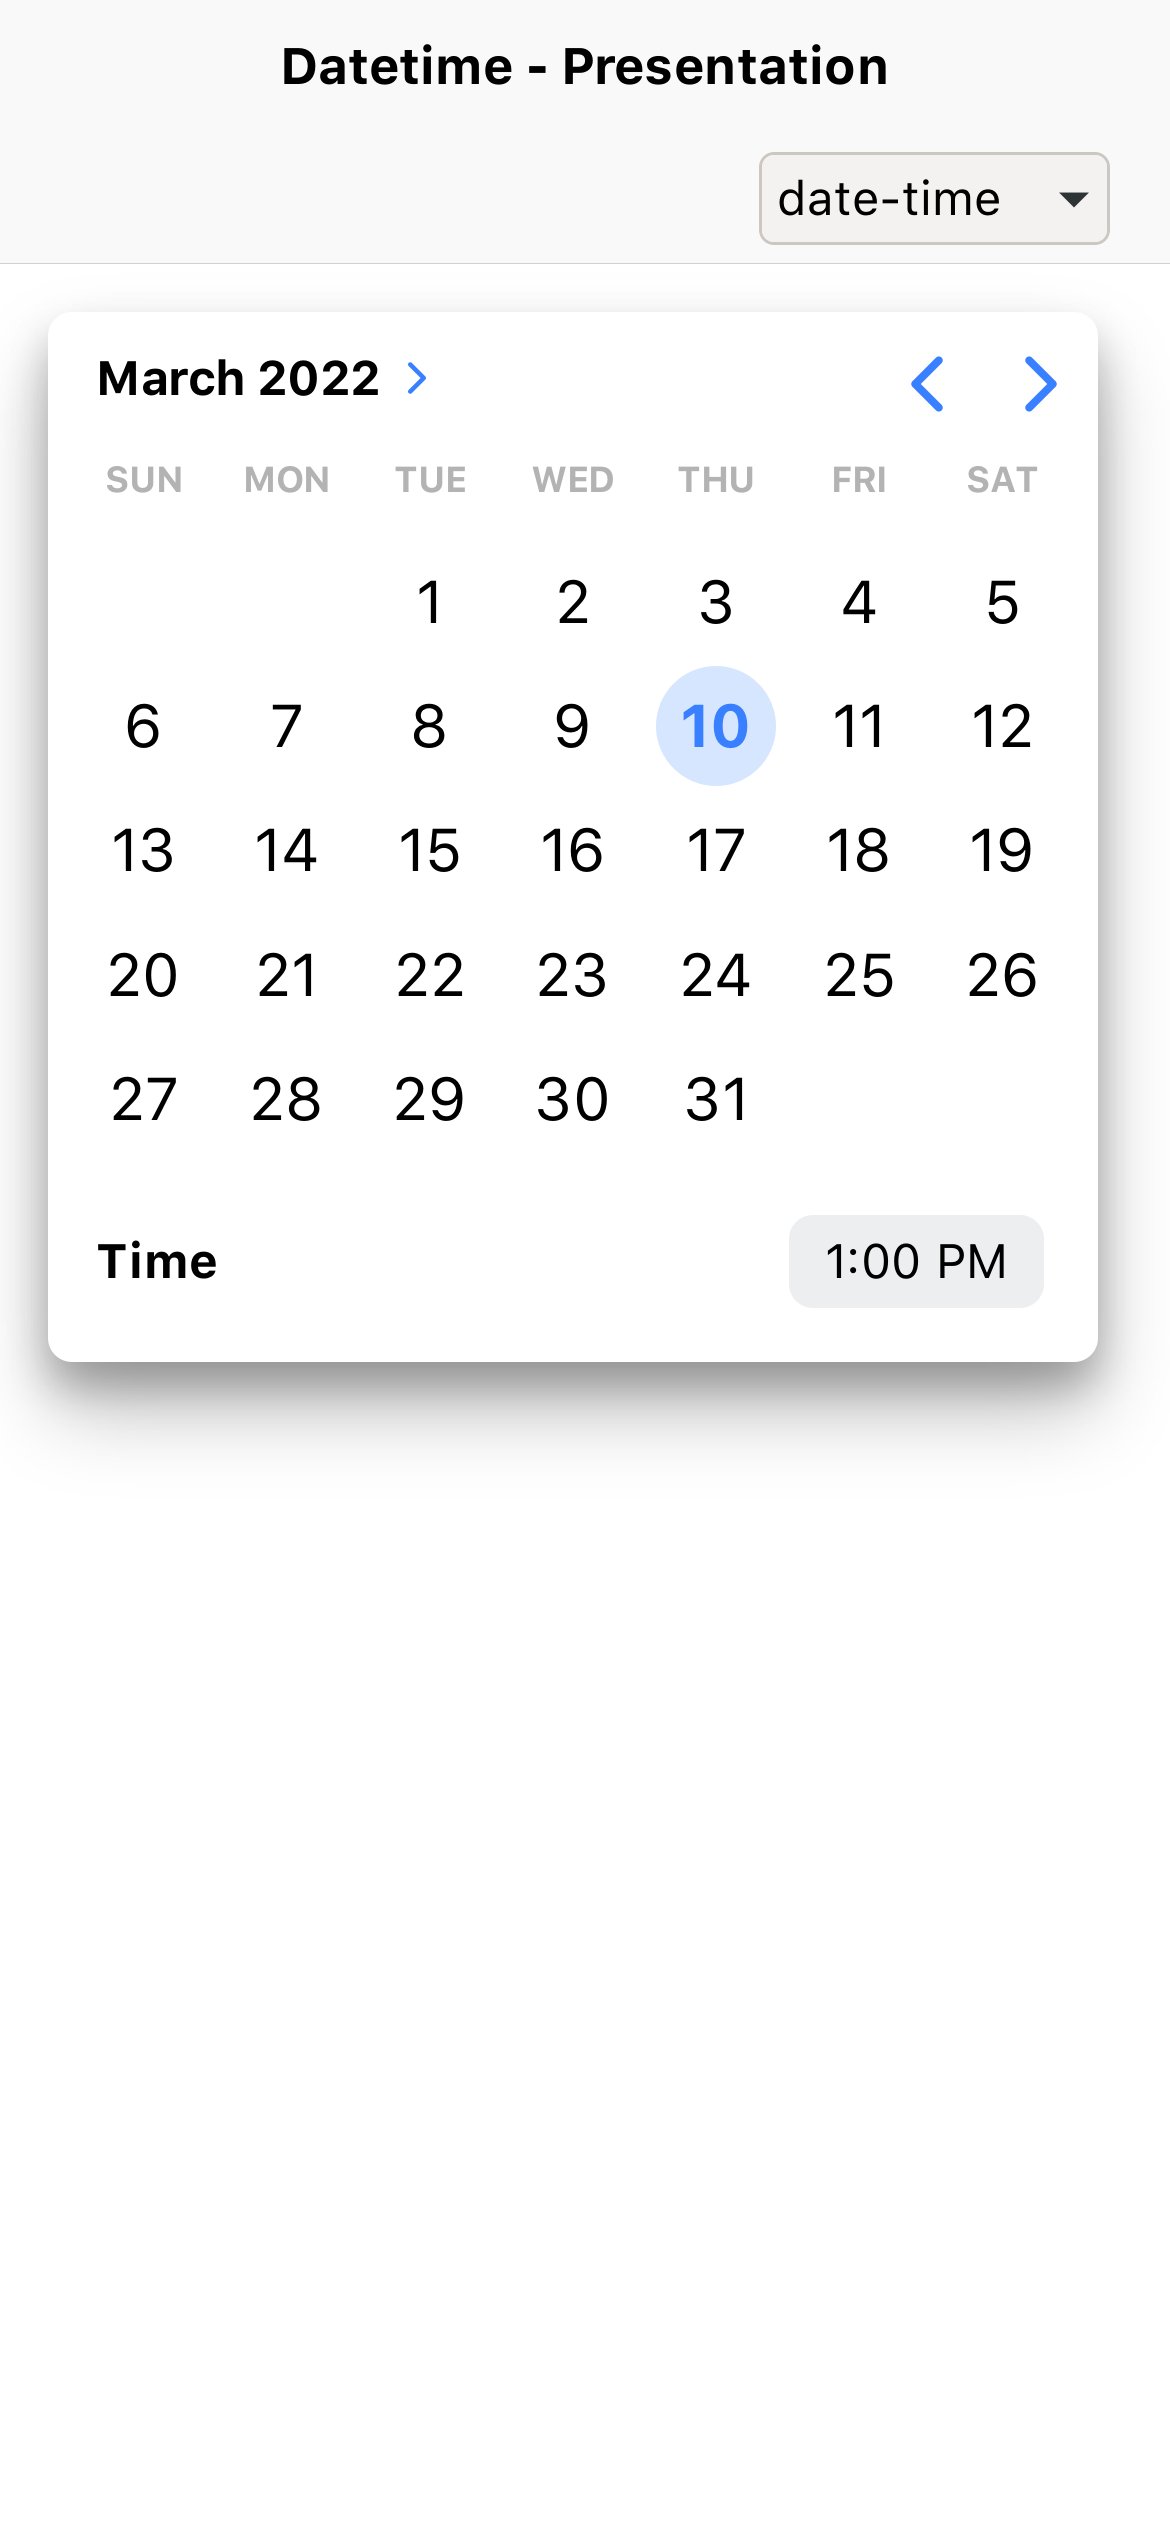 Datetime - Presentation
date-time
March 2022
SUN MON TUE WED THU FRI SAT
1 2 3 4 5
6 7 8 9 10 11 12
13 14 15 16 17 18 19
20 21 22 23 24 25 26
27 28 29 30 31
Time 1:00 PM